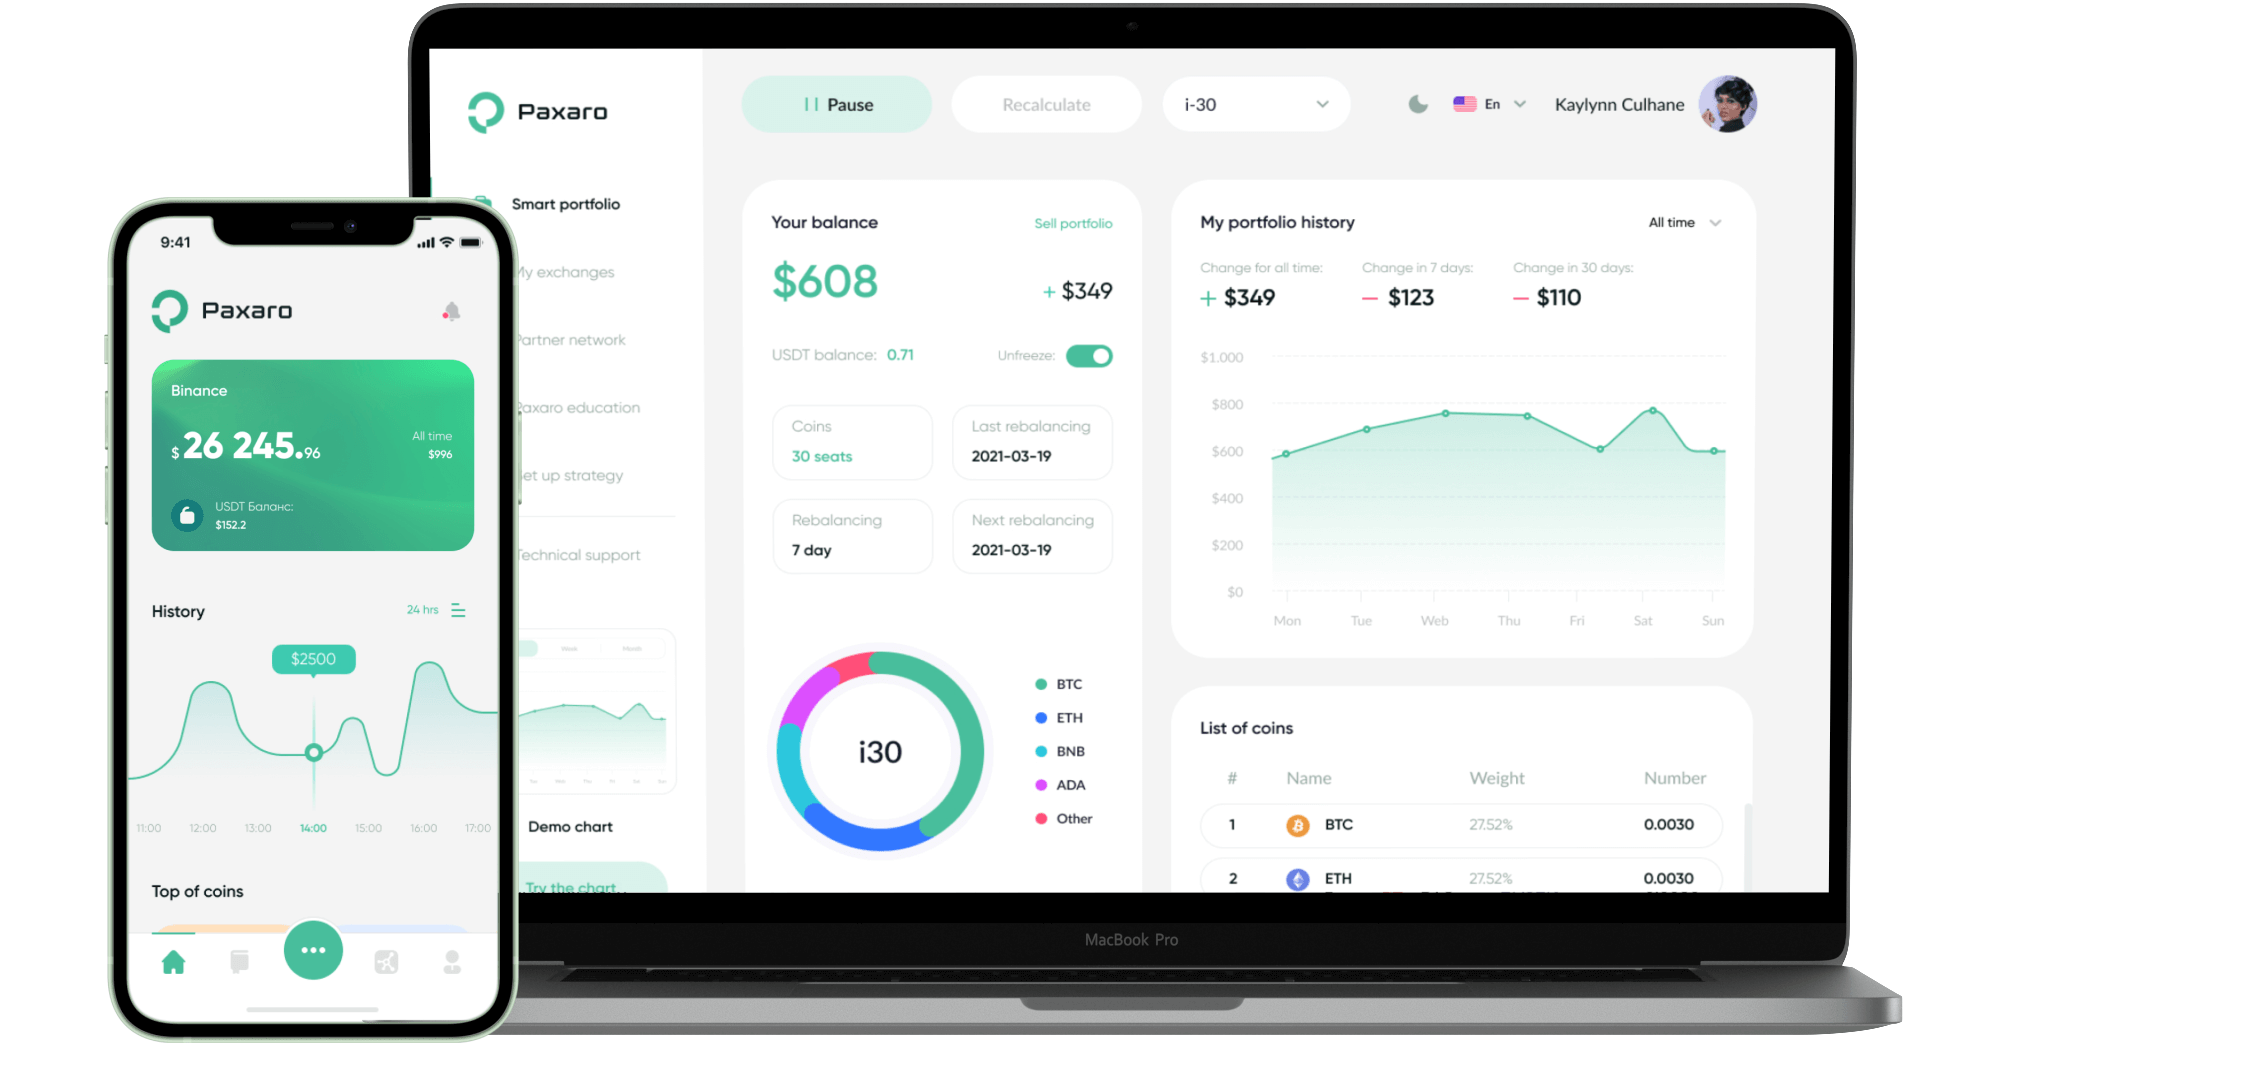 9:41
Paxaro
Binance
$ 26 245.96
All time
$996
USDT Баланс:
$152.2
History
24 hrs
$2500
11:00 12:00 13:00 14:00 15:00 16:00 17:00
Top of coins
Paxaro
Smart portfolio
My exchanges
Partner network
Paxaro education
et up strategy
Technical support
Week Month
Demo chart
Try the chart
Pause
Recalculate
i-30
En
Kaylynn Culhane
Your balance
Sell portfolio
$608
+ $349
USDT balance: 0.71
Unfreeze:
Coins
30 seats
Last rebalancing
2021-03-19
Rebalancing
7 day
Next rebalancing
2021-03-19
i30
BTC
ETH
BNB
ADA
Other
My portfolio history
All time
Change for all time:
+ $349
Change in 7 days:
− $123
Change in 30 days:
− $110
$1.000
$800
$600
$400
$200
$0
Mon Tue Web Thu Fri Sat Sun
List of coins
# Name Weight Number
1 BTC 27.52% 0.0030
2 ETH 27.52% 0.0030
MacBook Pro